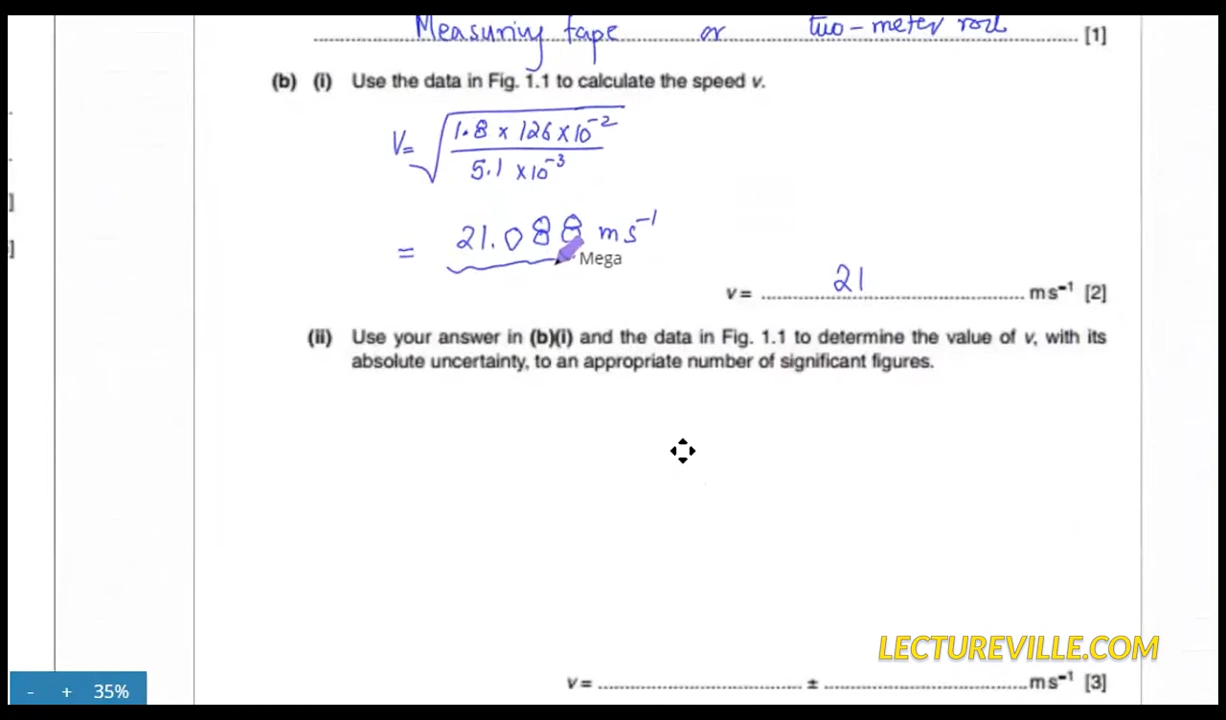 Measuring tape or two-meter rod [1]
(b) (i) Use the data in Fig. 1.1 to calculate the speed v.
V= √(1.8 × 126 × 10⁻² / 5.1 × 10⁻³)
= 21.088 ms⁻¹
Mega
v = 21 ms⁻¹ [2]
(ii) Use your answer in (b)(i) and the data in Fig. 1.1 to determine the value of v, with its
absolute uncertainty, to an appropriate number of significant figures.
LECTUREVILLE.COM
v = ± ms⁻¹ [3]
- + 35%